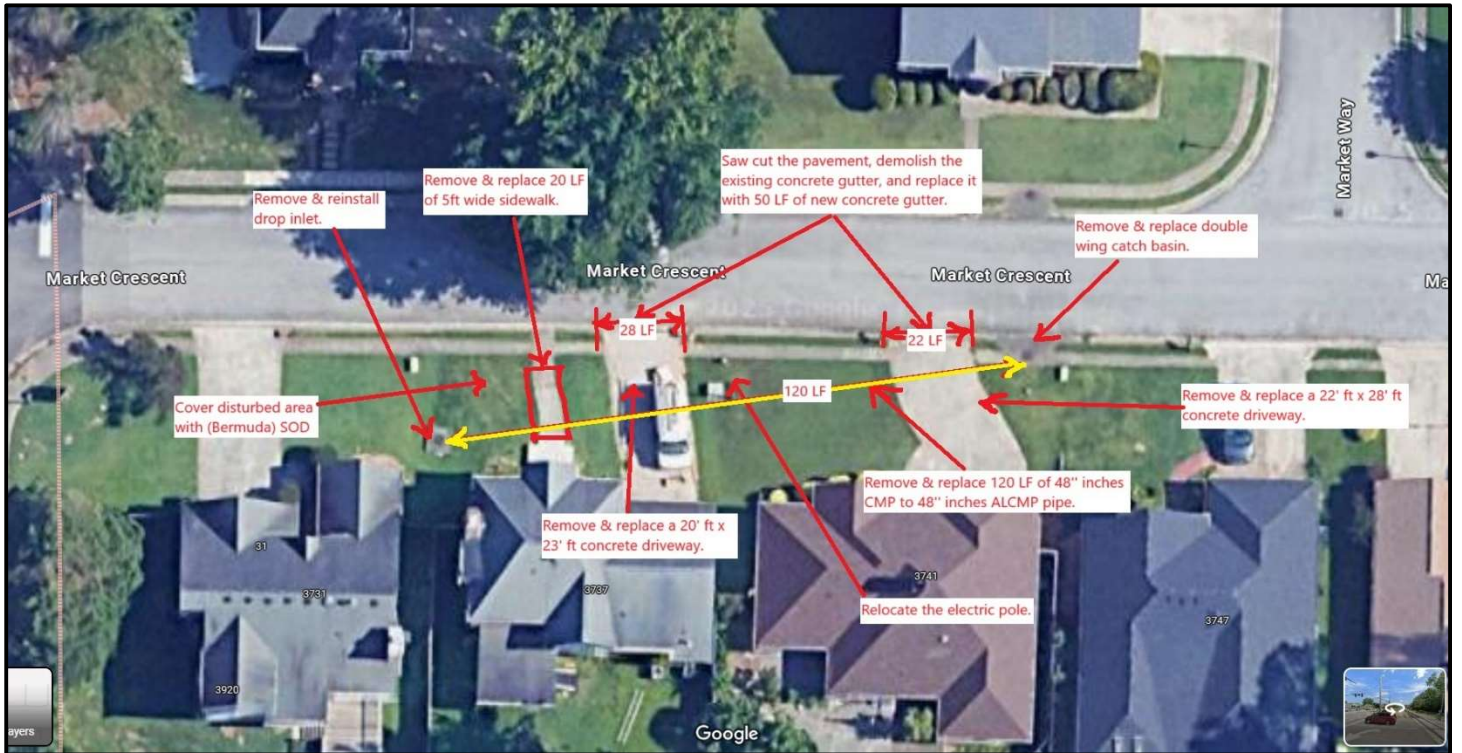 Market Way
Saw cut the pavement, demolish the
existing concrete gutter, and replace it
with 50 LF of new concrete gutter.
Remove & replace 20 LF
of 5ft wide sidewalk.
Remove & reinstall
drop inlet.
Remove & replace double
wing catch basin.
Market Crescent
Market Crescent
Market Crescent
Ma
28 LF
22 LF
120 LF
Cover disturbed area
with (Bermuda) SOD
Remove & replace a 22' ft x 28' ft
concrete driveway.
Remove & replace 120 LF of 48'' inches
CMP to 48'' inches ALCMP pipe.
Remove & replace a 20' ft x
23' ft concrete driveway.
31
3731
3737
3741
Relocate the electric pole.
3747
3920
ayers
Google